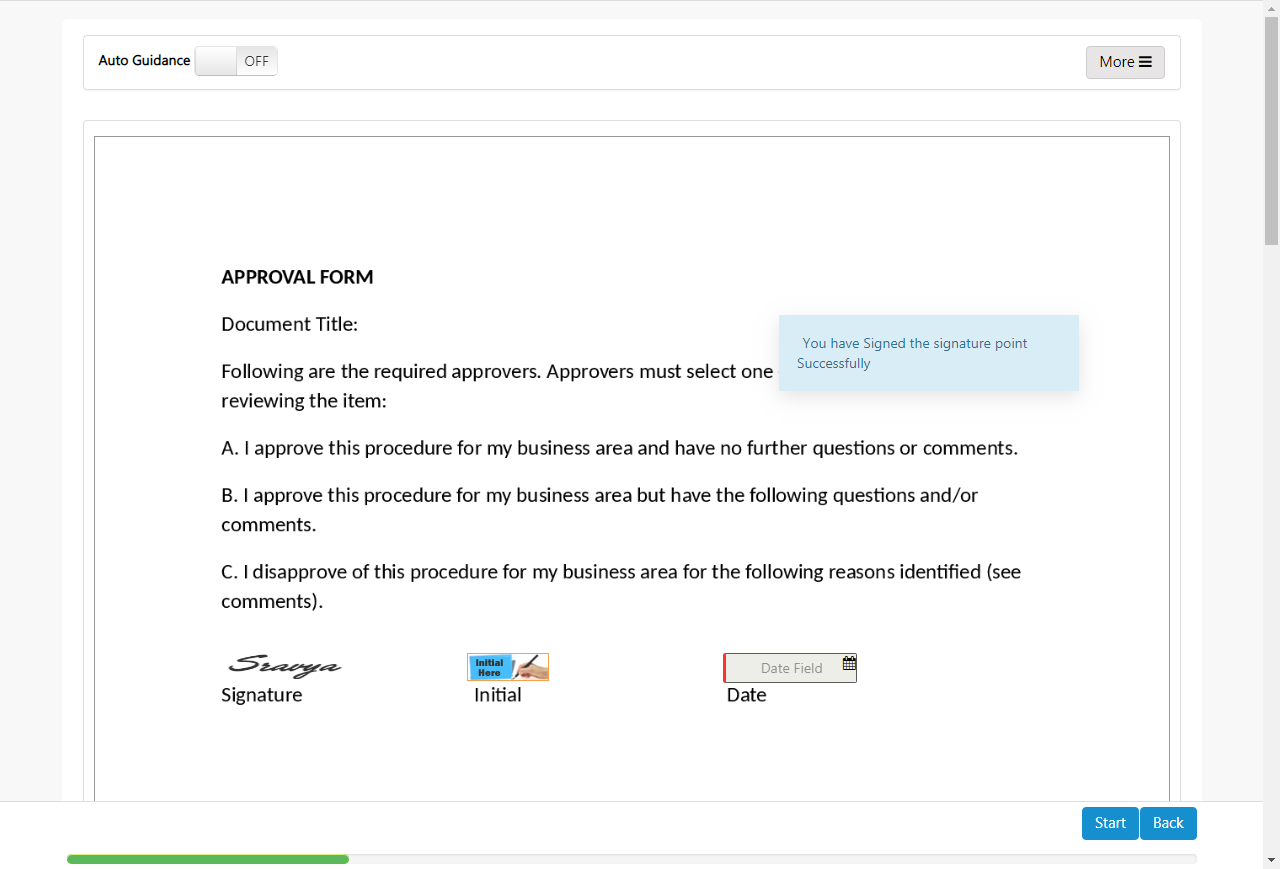 Auto Guidance OFF More
APPROVAL FORM
Document Title:
You have Signed the signature point
Successfully
Following are the required approvers. Approvers must select one
reviewing the item:
A. I approve this procedure for my business area and have no further questions or comments.
B. I approve this procedure for my business area but have the following questions and/or
comments.
C. I disapprove of this procedure for my business area for the following reasons identified (see
comments).
Sravya
Initial
Here
Date Field
Signature Initial Date
Start Back